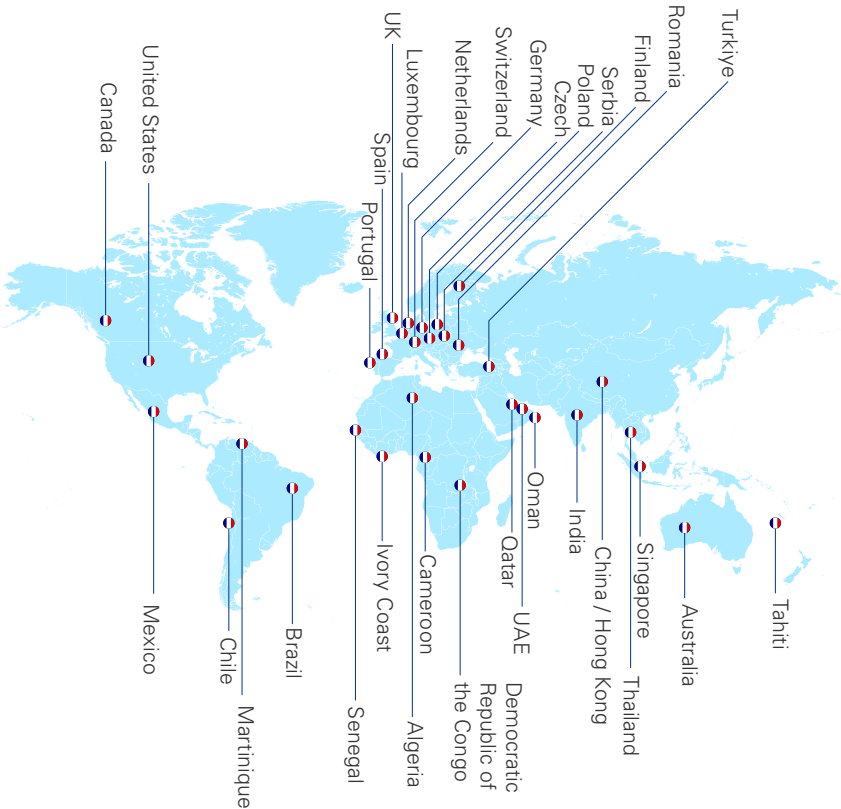 Canada
United States
UK
Luxembourg
Spain
Portugal
Netherlands
Switzerland
Germany
Czech
Poland
Serbia
Finland
Romania
Turkiye
Mexico
Chile
Martinique
Brazil
Senegal
Ivory Coast
Algeria
Cameroon
Democratic
Republic of
the Congo
Qatar
UAE
Oman
India
China / Hong Kong
Thailand
Singapore
Australia
Tahiti